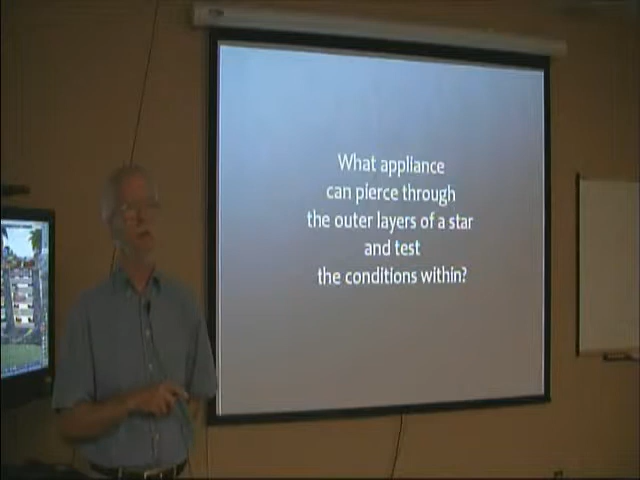 What appliance
can pierce through
the outer layers of a star
and test
the conditions within?